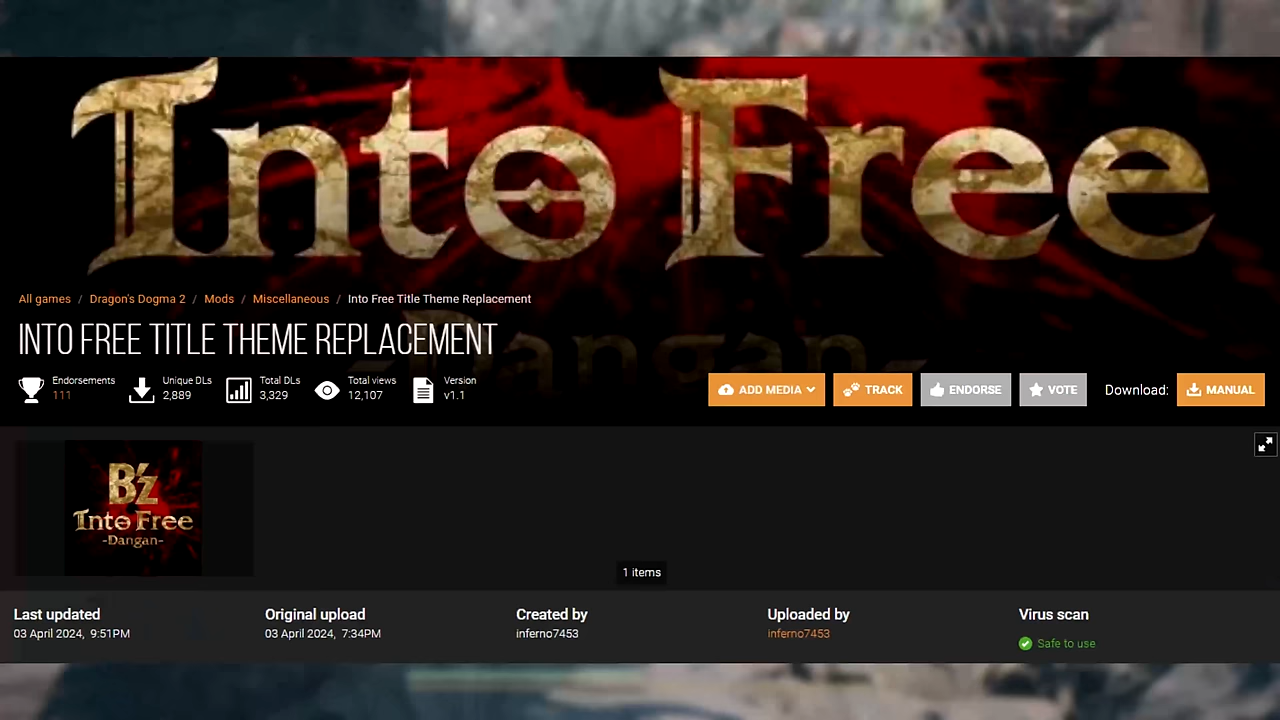 Into Free
-Dangan-
All games / Dragon's Dogma 2 / Mods / Miscellaneous / Into Free Title Theme Replacement
INTO FREE TITLE THEME REPLACEMENT
Endorsements
111
Unique DLs
2,889
Total DLs
3,329
Total views
12,107
Version
v1.1
ADD MEDIA
TRACK
ENDORSE
VOTE
Download:
MANUAL
B'z
Into Free
-Dangan-
1 items
Last updated
03 April 2024, 9:51PM
Original upload
03 April 2024, 7:34PM
Created by
inferno7453
Uploaded by
inferno7453
Virus scan
Safe to use